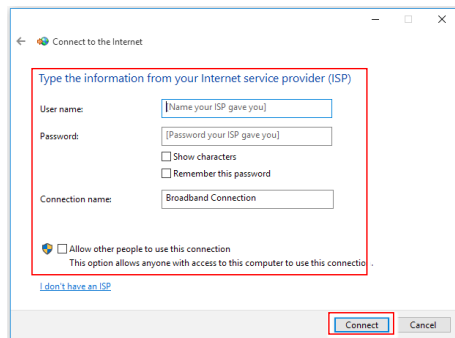 Connect to the Internet
Type the information from your Internet service provider (ISP)
User name:
[Name your ISP gave you]
Password:
[Password your ISP gave you]
Show characters
Remember this password
Connection name:
Broadband Connection
Allow other people to use this connection
This option allows anyone with access to this computer to use this connectio..
I don't have an ISP
Connect
Cancel